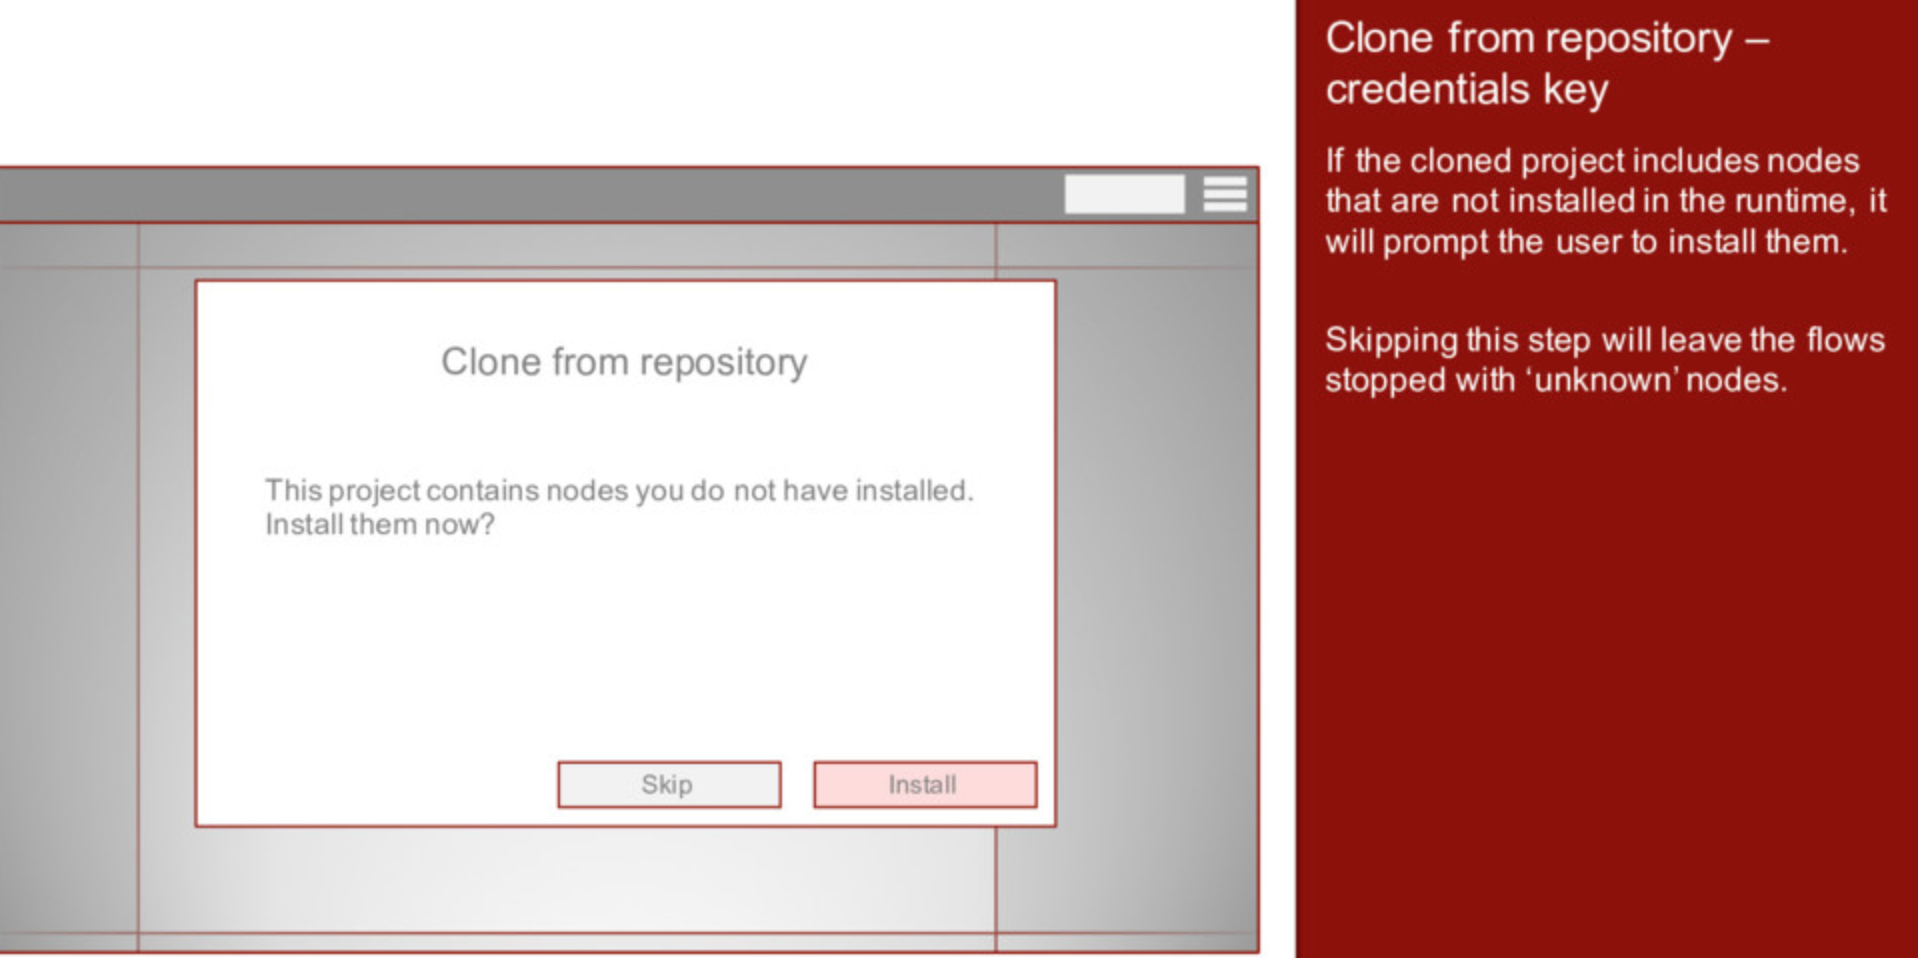 Clone from repository –
credentials key
If the cloned project includes nodes
that are not installed in the runtime, it
will prompt the user to install them.
Skipping this step will leave the flows
stopped with ‘unknown’ nodes.
Clone from repository
This project contains nodes you do not have installed.
Install them now?
Skip
Install